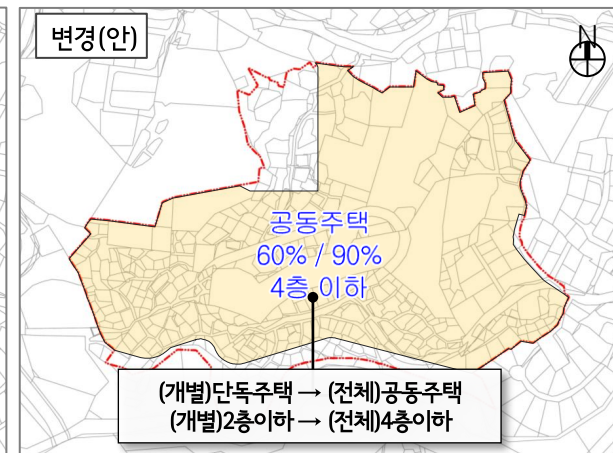 변경(안)
N
공동주택
60% / 90%
4층 이하
(개별)단독주택 → (전체)공동주택
(개별)2층이하 → (전체)4층이하